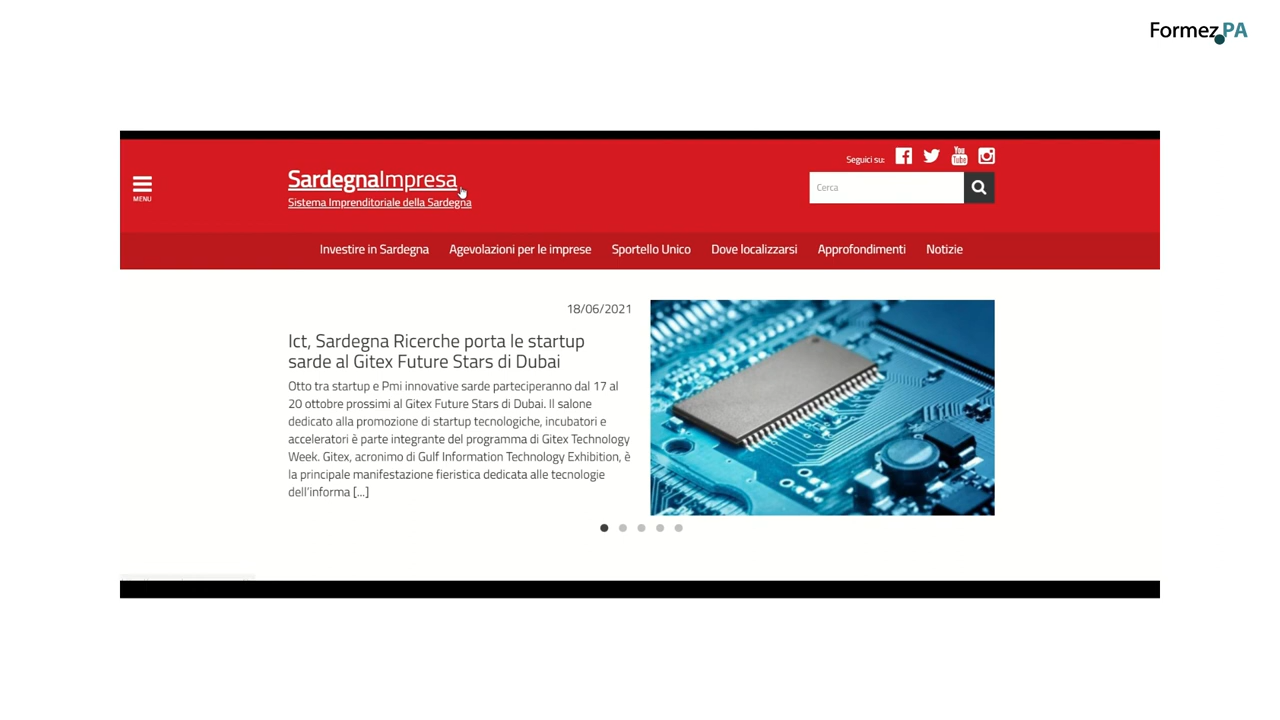 Formez PA
Seguici su:
You
Tube
MENU
SardegnaImpresa
Sistema Imprenditoriale della Sardegna
Cerca
Investire in Sardegna Agevolazioni per le imprese Sportello Unico Dove localizzarsi Approfondimenti Notizie
18/06/2021
Ict, Sardegna Ricerche porta le startup
sarde al Gitex Future Stars di Dubai
Otto tra startup e Pmi innovative sarde parteciperanno dal 17 al
20 ottobre prossimi al Gitex Future Stars di Dubai. Il salone
dedicato alla promozione di startup tecnologiche, incubatori e
acceleratori è parte integrante del programma di Gitex Technology
Week. Gitex, acronimo di Gulf Information Technology Exhibition, è
la principale manifestazione fieristica dedicata alle tecnologie
dell'informa [...]